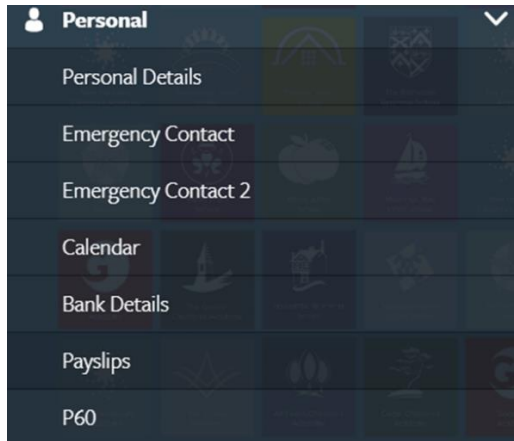 Personal
Personal Details
Emergency Contact
Emergency Contact 2
Calendar
Bank Details
Payslips
P60